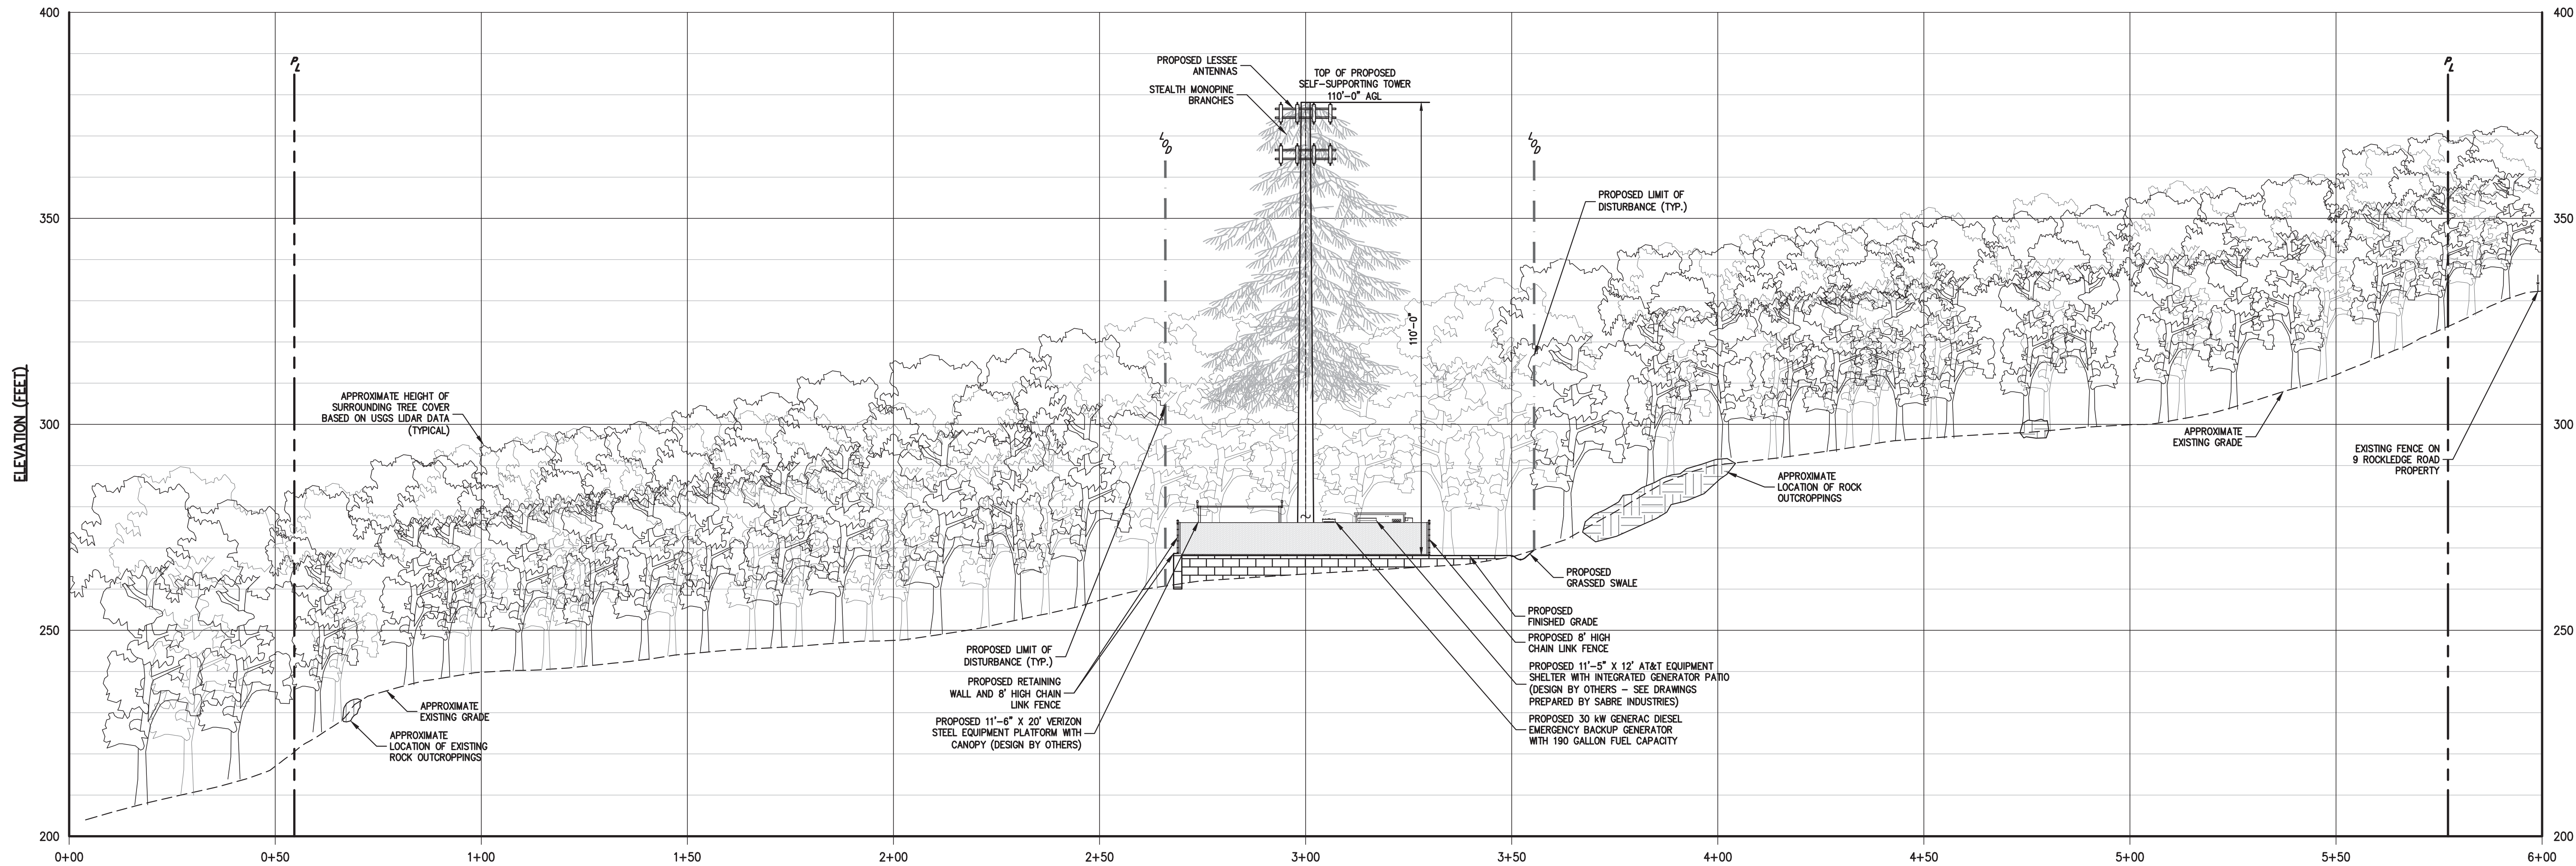 400
400
P
L
P
L
PROPOSED LESSEE
ANTENNAS
TOP OF PROPOSED
SELF-SUPPORTING TOWER
110'-0" AGL
STEALTH MONOPINE
BRANCHES
LOD
LOD
PROPOSED LIMIT OF
DISTURBANCE (TYP.)
350
350
110'-0"
ELEVATION (FEET)
APPROXIMATE HEIGHT OF
SURROUNDING TREE COVER
BASED ON USGS LIDAR DATA
(TYPICAL)
300
300
APPROXIMATE
EXISTING GRADE
EXISTING FENCE ON
9 ROCKLEDGE ROAD
PROPERTY
APPROXIMATE
LOCATION OF ROCK
OUTCROPPINGS
PROPOSED
GRASSED SWALE
PROPOSED
FINISHED GRADE
250
250
PROPOSED 8' HIGH
CHAIN LINK FENCE
PROPOSED LIMIT OF
DISTURBANCE (TYP.)
PROPOSED 11'-5" X 12' AT&T EQUIPMENT
SHELTER WITH INTEGRATED GENERATOR PATIO
(DESIGN BY OTHERS - SEE DRAWINGS
PREPARED BY SABRE INDUSTRIES)
PROPOSED RETAINING
WALL AND 8' HIGH CHAIN
LINK FENCE
APPROXIMATE
EXISTING GRADE
PROPOSED 11'-6" X 20' VERIZON
STEEL EQUIPMENT PLATFORM WITH
CANOPY (DESIGN BY OTHERS)
PROPOSED 30 kW GENERAC DIESEL
EMERGENCY BACKUP GENERATOR
WITH 190 GALLON FUEL CAPACITY
APPROXIMATE
LOCATION OF EXISTING
ROCK OUTCROPPINGS
200
200
0+00 0+50 1+00 1+50 2+00 2+50 3+00 3+50 4+00 4+50 5+00 5+50 6+00